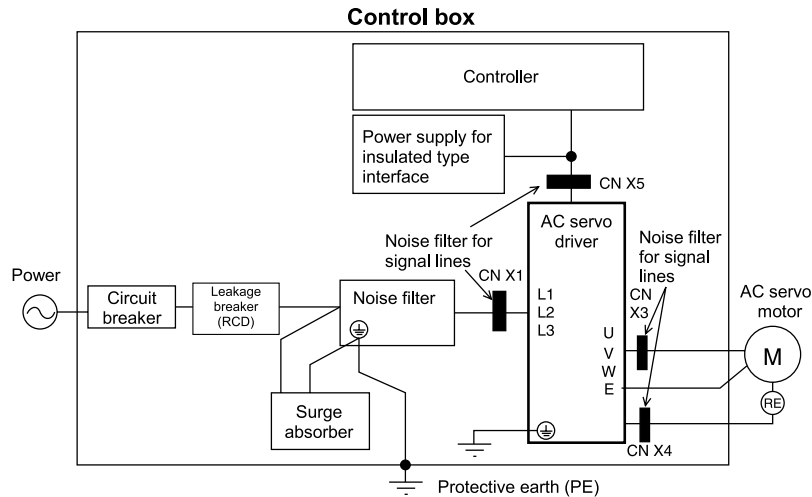 Control box
Controller
Power supply for
insulated type
interface
CN X5
AC servo
driver
Noise filter for
signal lines
CN X1
Noise filter
for signal
lines
Power
Circuit
breaker
Leakage
breaker
(RCD)
Noise filter
L1
L2
L3
CN
X3
U
V
W
E
AC servo
motor
M
RE
Surge
absorber
CN X4
Protective earth (PE)